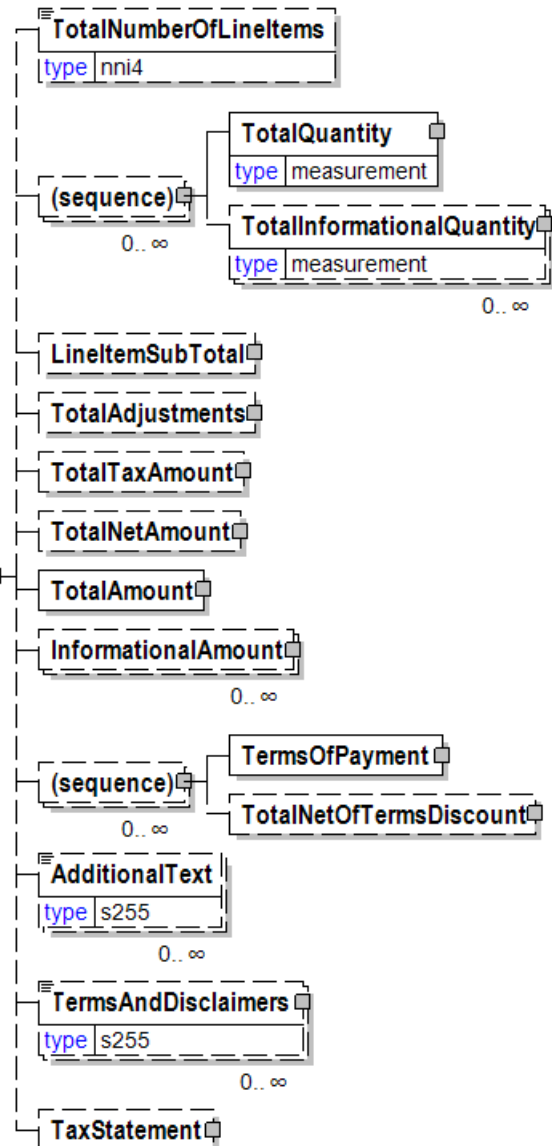 TotalNumberOfLineItems
type nni4
(sequence)
0.. ∞
TotalQuantity
type measurement
TotalInformationalQuantity
type measurement
0.. ∞
LineItemSubTotal
TotalAdjustments
TotalTaxAmount
TotalNetAmount
TotalAmount
InformationalAmount
0.. ∞
(sequence)
0.. ∞
TermsOfPayment
TotalNetOfTermsDiscount
AdditionalText
type s255
0.. ∞
TermsAndDisclaimers
type s255
0.. ∞
TaxStatement